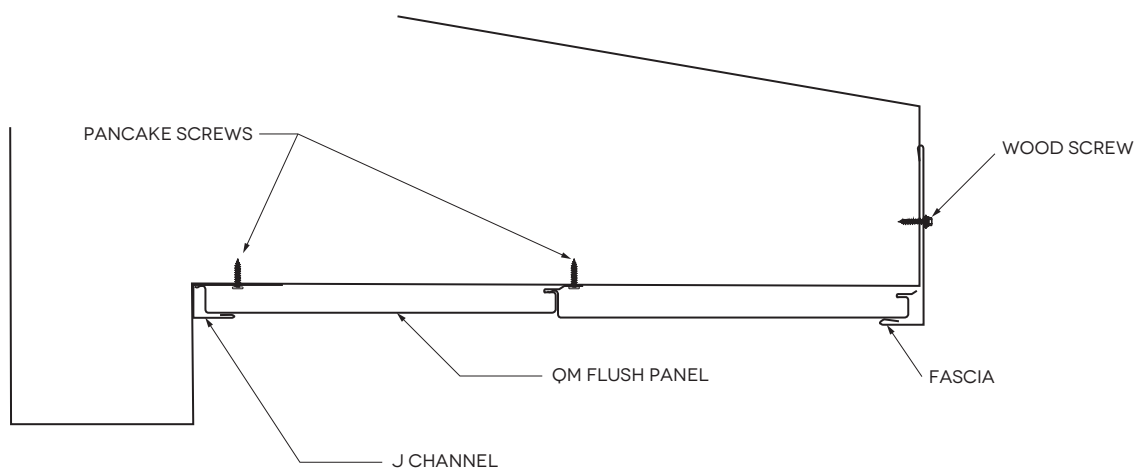 PANCAKE SCREWS
WOOD SCREW
QM FLUSH PANEL
FASCIA
J CHANNEL